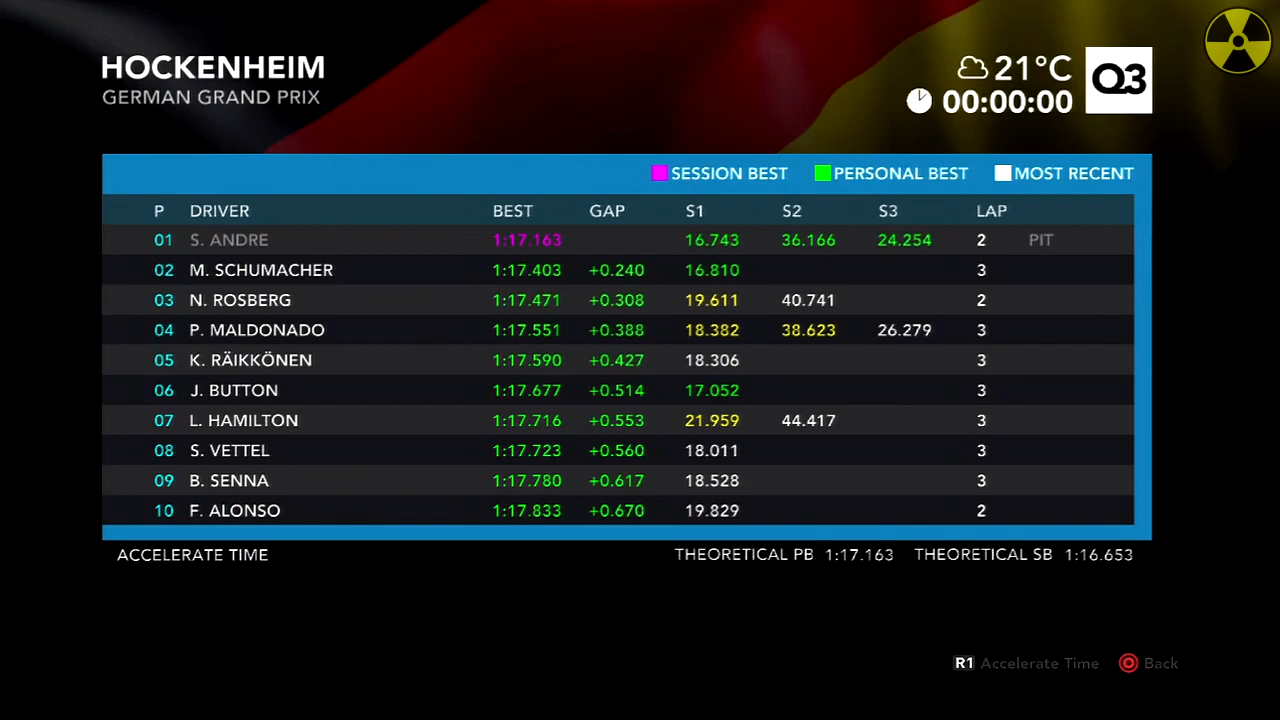 HOCKENHEIM
GERMAN GRAND PRIX
21°C
00:00:00
Q3
SESSION BEST PERSONAL BEST MOST RECENT
P DRIVER BEST GAP S1 S2 S3 LAP
01 S. ANDRE 1:17.163 16.743 36.166 24.254 2 PIT
02 M. SCHUMACHER 1:17.403 +0.240 16.810 3
03 N. ROSBERG 1:17.471 +0.308 19.611 40.741 2
04 P. MALDONADO 1:17.551 +0.388 18.382 38.623 26.279 3
05 K. RÄIKKÖNEN 1:17.590 +0.427 18.306 3
06 J. BUTTON 1:17.677 +0.514 17.052 3
07 L. HAMILTON 1:17.716 +0.553 21.959 44.417 3
08 S. VETTEL 1:17.723 +0.560 18.011 3
09 B. SENNA 1:17.780 +0.617 18.528 3
10 F. ALONSO 1:17.833 +0.670 19.829 2
ACCELERATE TIME THEORETICAL PB 1:17.163 THEORETICAL SB 1:16.653
R1 Accelerate Time Back